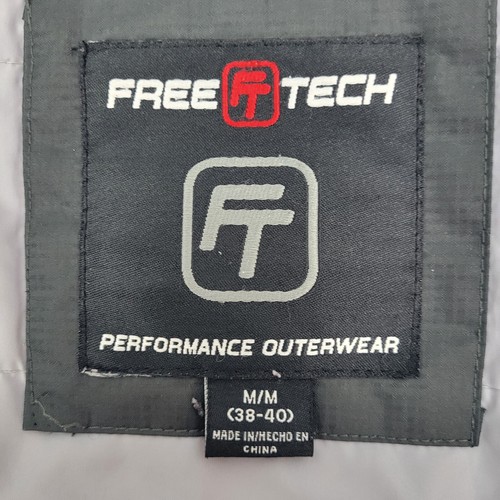 FREE FT TECH
FT
PERFORMANCE OUTERWEAR
M/M
(38-40)
MADE IN/HECHO EN
CHINA